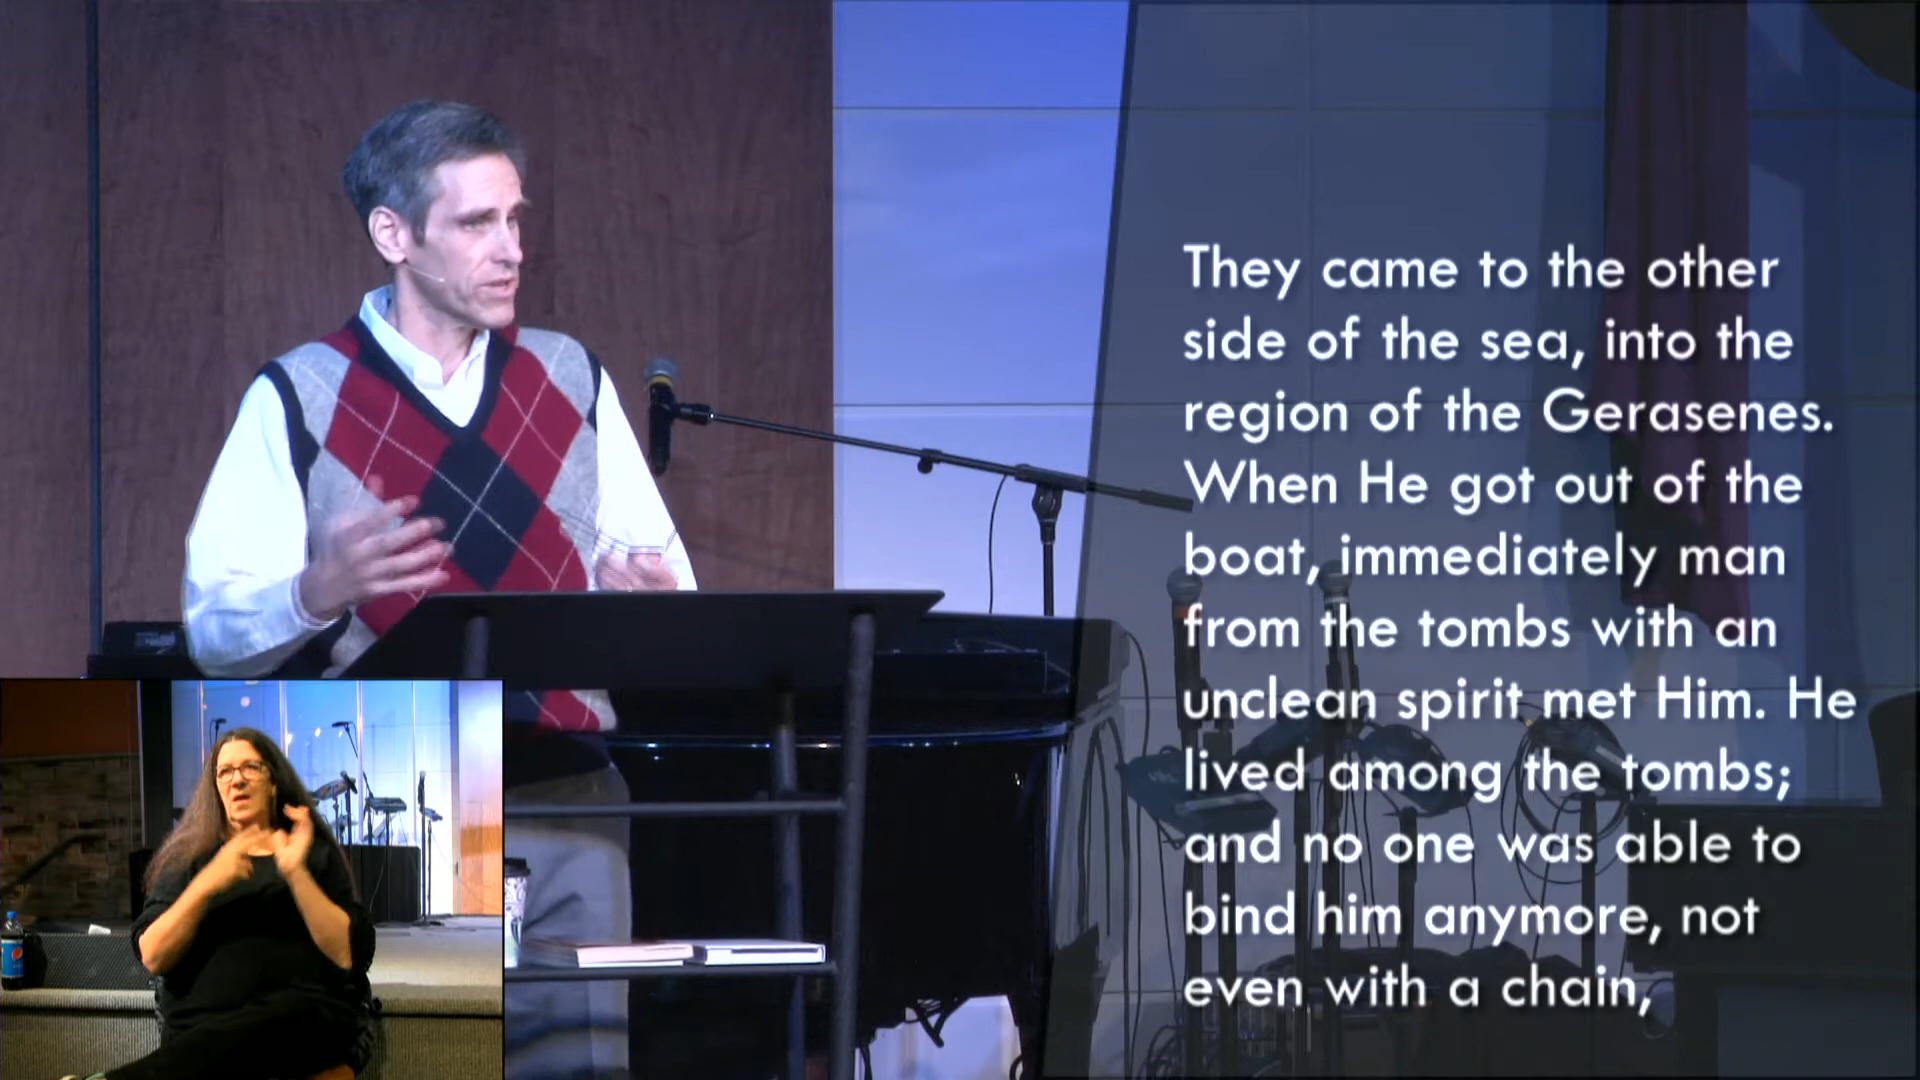 They came to the other
side of the sea, into the
region of the Gerasenes.
When He got out of the
boat, immediately man
from the tombs with an
unclean spirit met Him. He
lived among the tombs;
and no one was able to
bind him anymore, not
even with a chain,